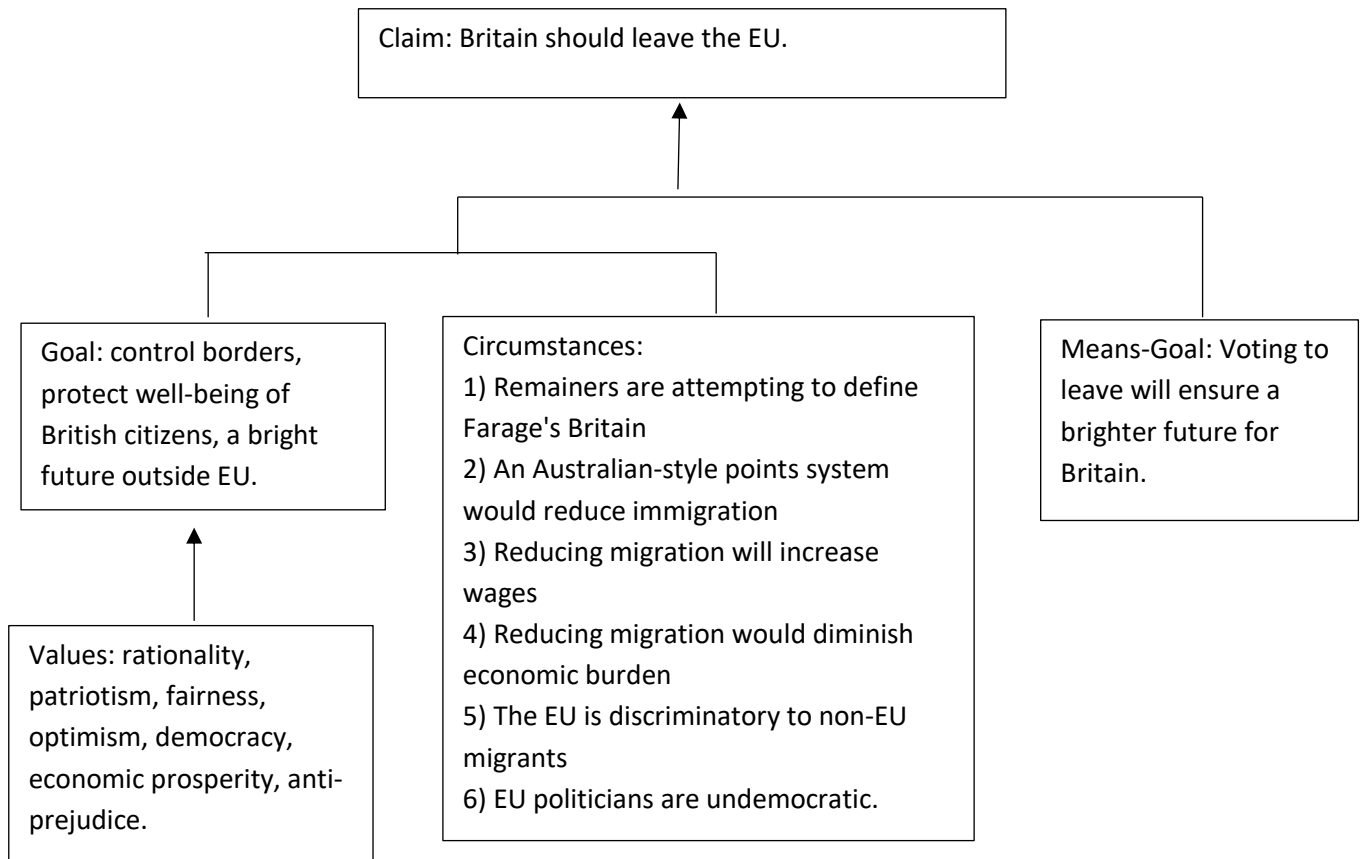 Claim: Britain should leave the EU.
Goal: control borders,
protect well-being of
British citizens, a bright
future outside EU.
Values: rationality,
patriotism, fairness,
optimism, democracy,
economic prosperity, anti-
prejudice.
Circumstances:
1) Remainers are attempting to define
Farage's Britain
2) An Australian-style points system
would reduce immigration
3) Reducing migration will increase
wages
4) Reducing migration would diminish
economic burden
5) The EU is discriminatory to non-EU
migrants
6) EU politicians are undemocratic.
Means-Goal: Voting to
leave will ensure a
brighter future for
Britain.